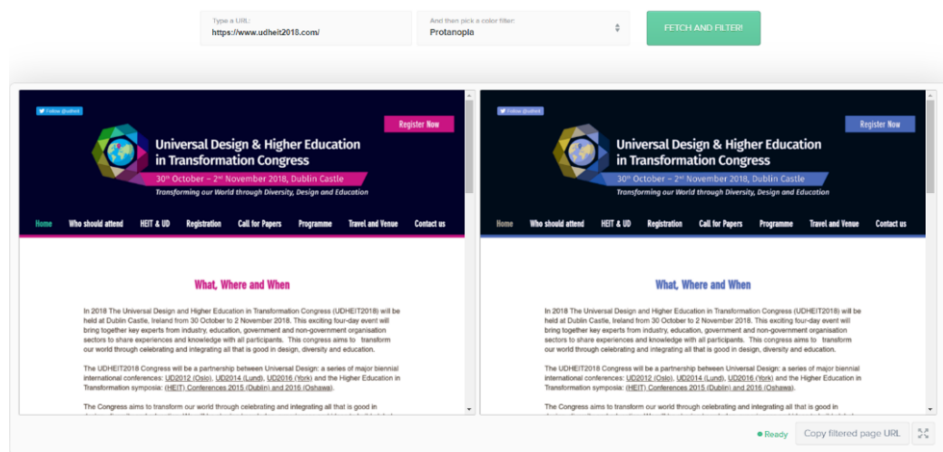 Type a URL:
https://www.udheit2018.com/
And then pick a color filter:
Protanopia
FETCH AND FILTER!
Follow @udheit
Register Now
Universal Design & Higher Education
in Transformation Congress
30th October – 2nd November 2018, Dublin Castle
Transforming our World through Diversity, Design and Education
Home Who should attend HEIT & UD Registration Call for Papers Programme Travel and Venue Contact us
What, Where and When
In 2018 The Universal Design and Higher Education in Transformation Congress (UDHEIT2018) will be
held at Dublin Castle, Ireland from 30 October to 2 November 2018. This exciting four-day event will
bring together key experts from industry, education, government and non-government organisation
sectors to share experiences and knowledge with all participants. This congress aims to transform
our world through celebrating and integrating all that is good in design, diversity and education.
The UDHEIT2018 Congress will be a partnership between Universal Design: a series of major biennial
international conferences: UD2012 (Oslo), UD2014 (Lund), UD2016 (York) and the Higher Education in
Transformation symposia: (HEIT) Conferences 2015 (Dublin) and 2016 (Oshawa).
The Congress aims to transform our world through celebrating and integrating all that is good in
Follow @udheit
Register Now
Universal Design & Higher Education
in Transformation Congress
30th October – 2nd November 2018, Dublin Castle
Transforming our World through Diversity, Design and Education
Home Who should attend HEIT & UD Registration Call for Papers Programme Travel and Venue Contact us
What, Where and When
In 2018 The Universal Design and Higher Education in Transformation Congress (UDHEIT2018) will be
held at Dublin Castle, Ireland from 30 October to 2 November 2018. This exciting four-day event will
bring together key experts from industry, education, government and non-government organisation
sectors to share experiences and knowledge with all participants. This congress aims to transform
our world through celebrating and integrating all that is good in design, diversity and education.
The UDHEIT2018 Congress will be a partnership between Universal Design: a series of major biennial
international conferences: UD2012 (Oslo), UD2014 (Lund), UD2016 (York) and the Higher Education in
Transformation symposia: (HEIT) Conferences 2015 (Dublin) and 2016 (Oshawa).
The Congress aims to transform our world through celebrating and integrating all that is good in
Ready
Copy filtered page URL